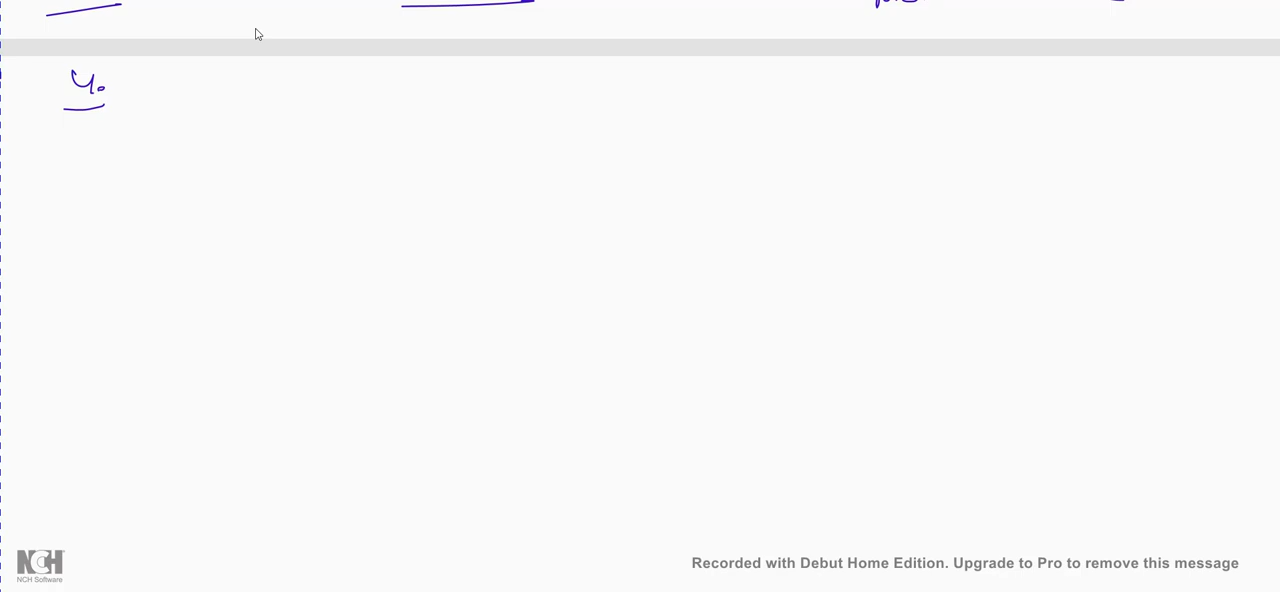 4.
NCH
NCH Software
Recorded with Debut Home Edition. Upgrade to Pro to remove this message